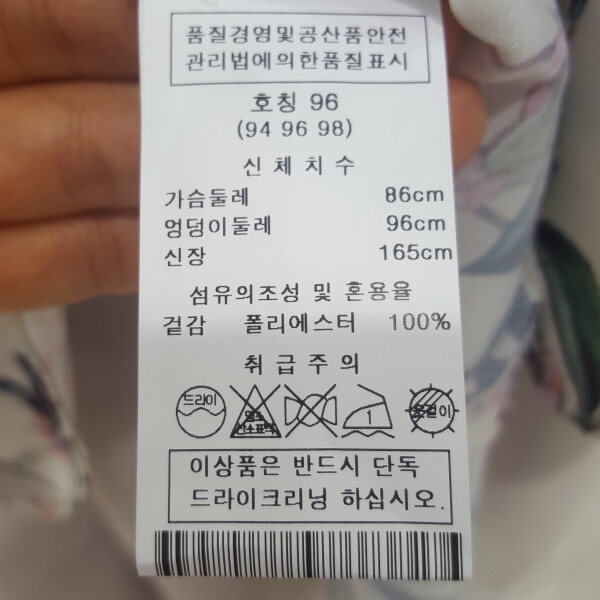 품질경영및공산품안전
관리법에의한품질표시
호칭 96
(94 96 98)
신체치수
가슴둘레 86cm
엉덩이둘레 96cm
신장 165cm
섬유의조성 및 혼용율
겉감 폴리에스터 100%
취급주의
드라이
1
옷걸이
이상품은 반드시 단독
드라이크리닝 하십시오.